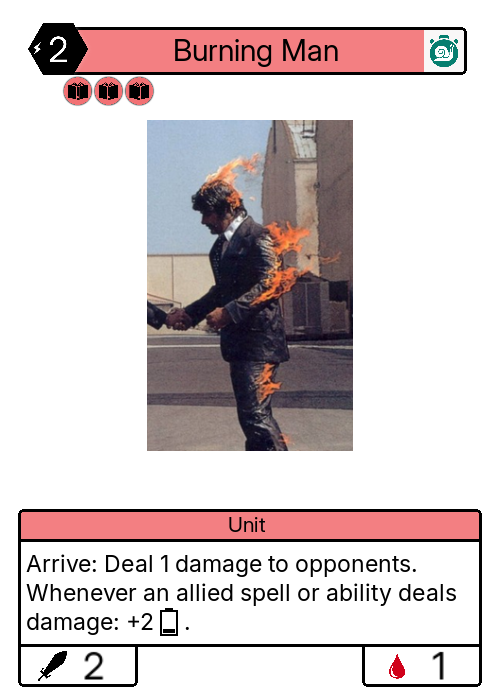 2 Burning Man
Unit
Arrive: Deal 1 damage to opponents.
Whenever an allied spell or ability deals
damage: +2 .
2 1